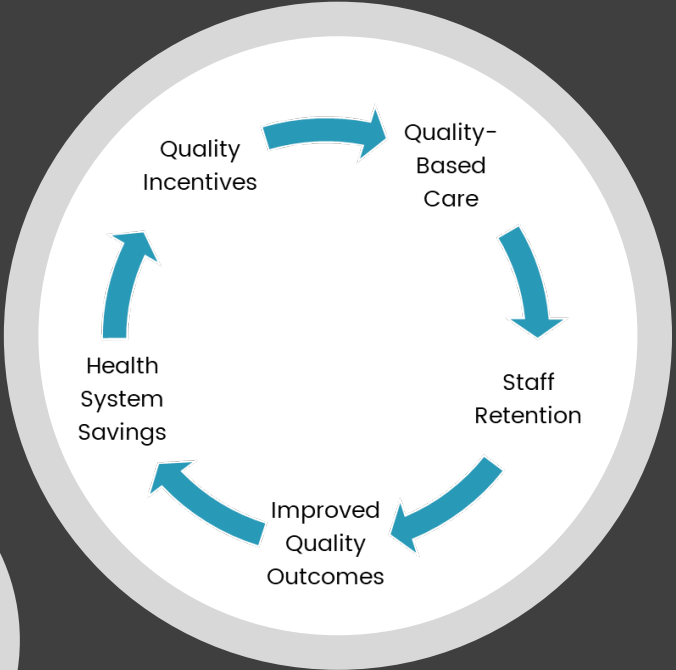 Quality
Incentives
Quality-
Based
Care
Staff
Retention
Improved
Quality
Outcomes
Health
System
Savings